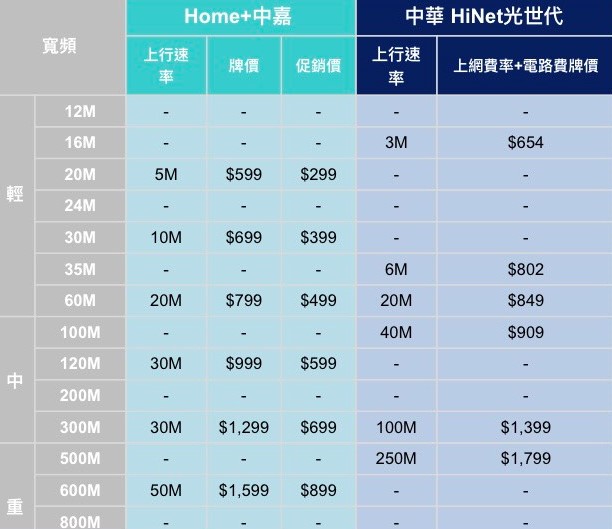 寬頻 Home+中嘉 中華 HiNet光世代
上行速率 牌價 促銷價 上行速率 上網費率+電路費牌價
輕
12M - - - - -
16M - - - 3M $654
20M 5M $599 $299 - -
24M - - - - -
30M 10M $699 $399 - -
35M - - - 6M $802
60M 20M $799 $499 20M $849
中
100M - - - 40M $909
120M 30M $999 $599 - -
200M - - - - -
300M 30M $1,299 $699 100M $1,399
重
500M - - - 250M $1,799
600M 50M $1,599 $899 - -
800M - - - - -